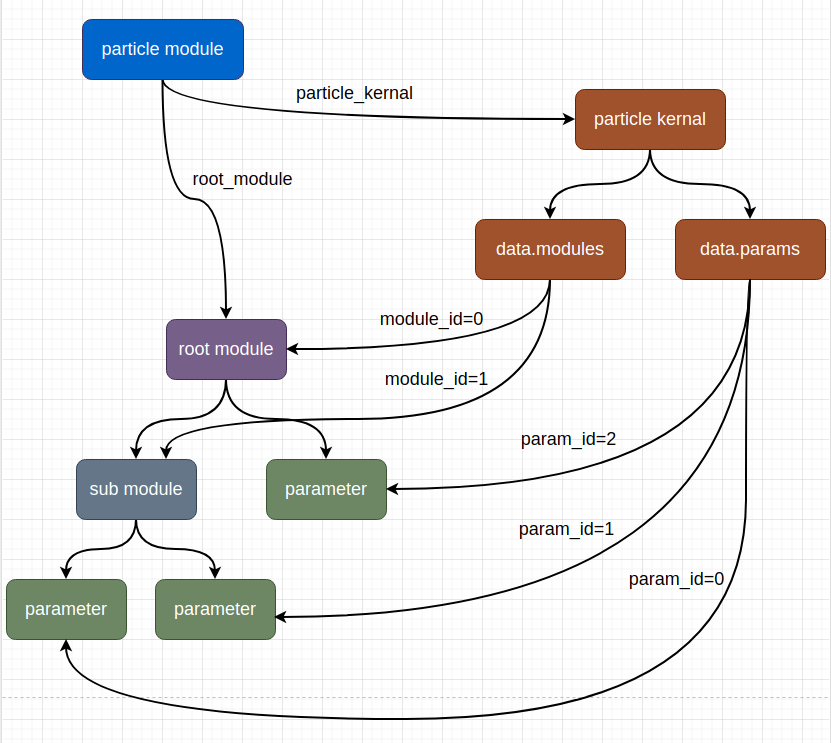 particle module
particle_kernal
particle kernal
root_module
data.modules
data.params
module_id=0
root module
module_id=1
param_id=2
sub module
parameter
param_id=1
param_id=0
parameter
parameter